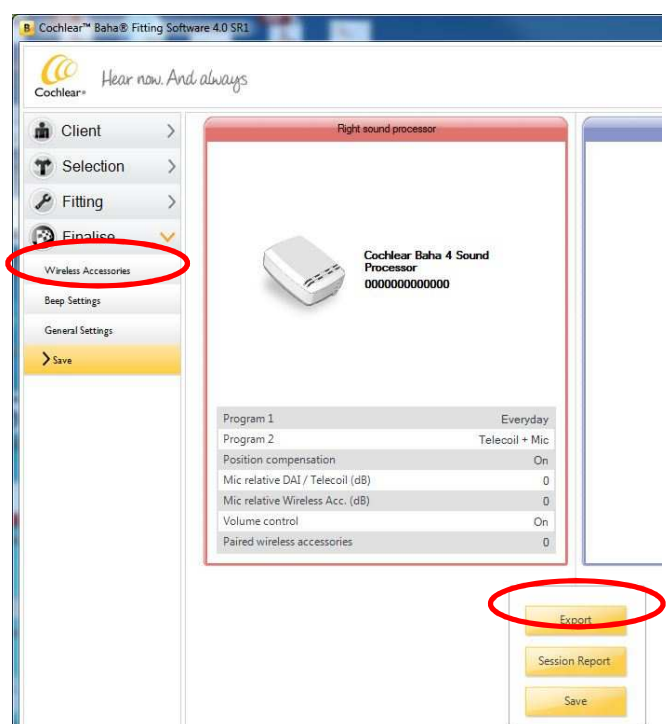 B Cochlear™ Baha® Fitting Software 4.0 SR1
Hear now. And always
Cochlear®
Client
Selection
Fitting
Finalise
Wireless Accessories
Beep Settings
General Settings
Save
Right sound processor
Cochlear Baha 4 Sound
Processor
0000000000000
Program 1 Everyday
Program 2 Telecoil + Mic
Position compensation On
Mic relative DAI / Telecoil (dB) 0
Mic relative Wireless Acc. (dB) 0
Volume control On
Paired wireless accessories 0
Export
Session Report
Save